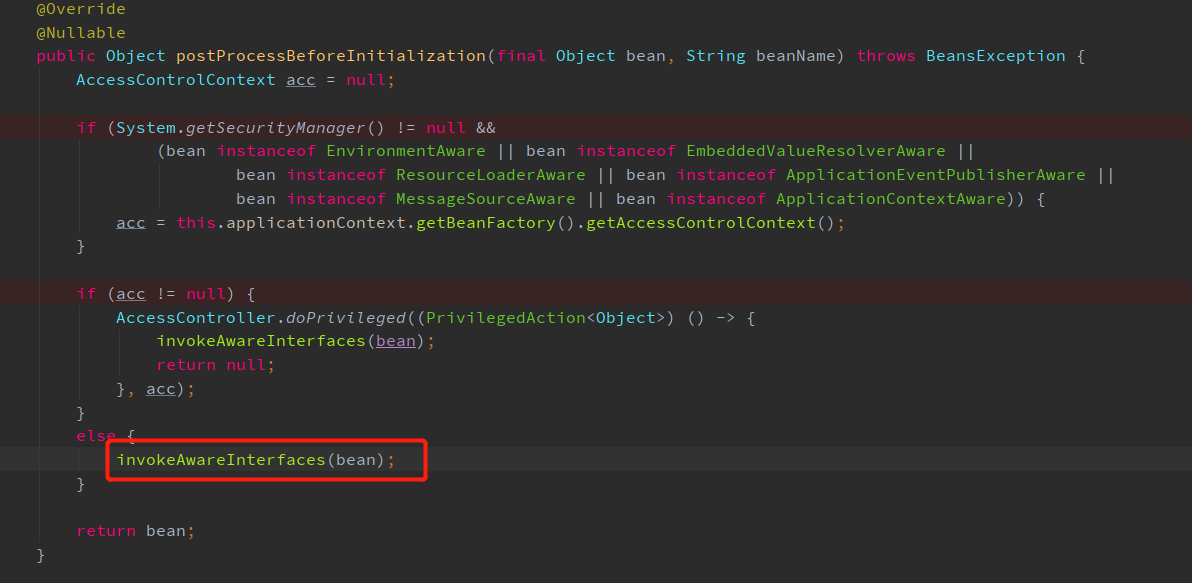 @Override
@Nullable
public Object postProcessBeforeInitialization(final Object bean, String beanName) throws BeansException {
    AccessControlContext acc = null;

    if (System.getSecurityManager() != null &&
            (bean instanceof EnvironmentAware || bean instanceof EmbeddedValueResolverAware ||
                    bean instanceof ResourceLoaderAware || bean instanceof ApplicationEventPublisherAware ||
                    bean instanceof MessageSourceAware || bean instanceof ApplicationContextAware)) {
        acc = this.applicationContext.getBeanFactory().getAccessControlContext();
    }

    if (acc != null) {
        AccessController.doPrivileged((PrivilegedAction<Object>) () -> {
            invokeAwareInterfaces(bean);
            return null;
        }, acc);
    }
    else {
        invokeAwareInterfaces(bean);
    }

    return bean;
}